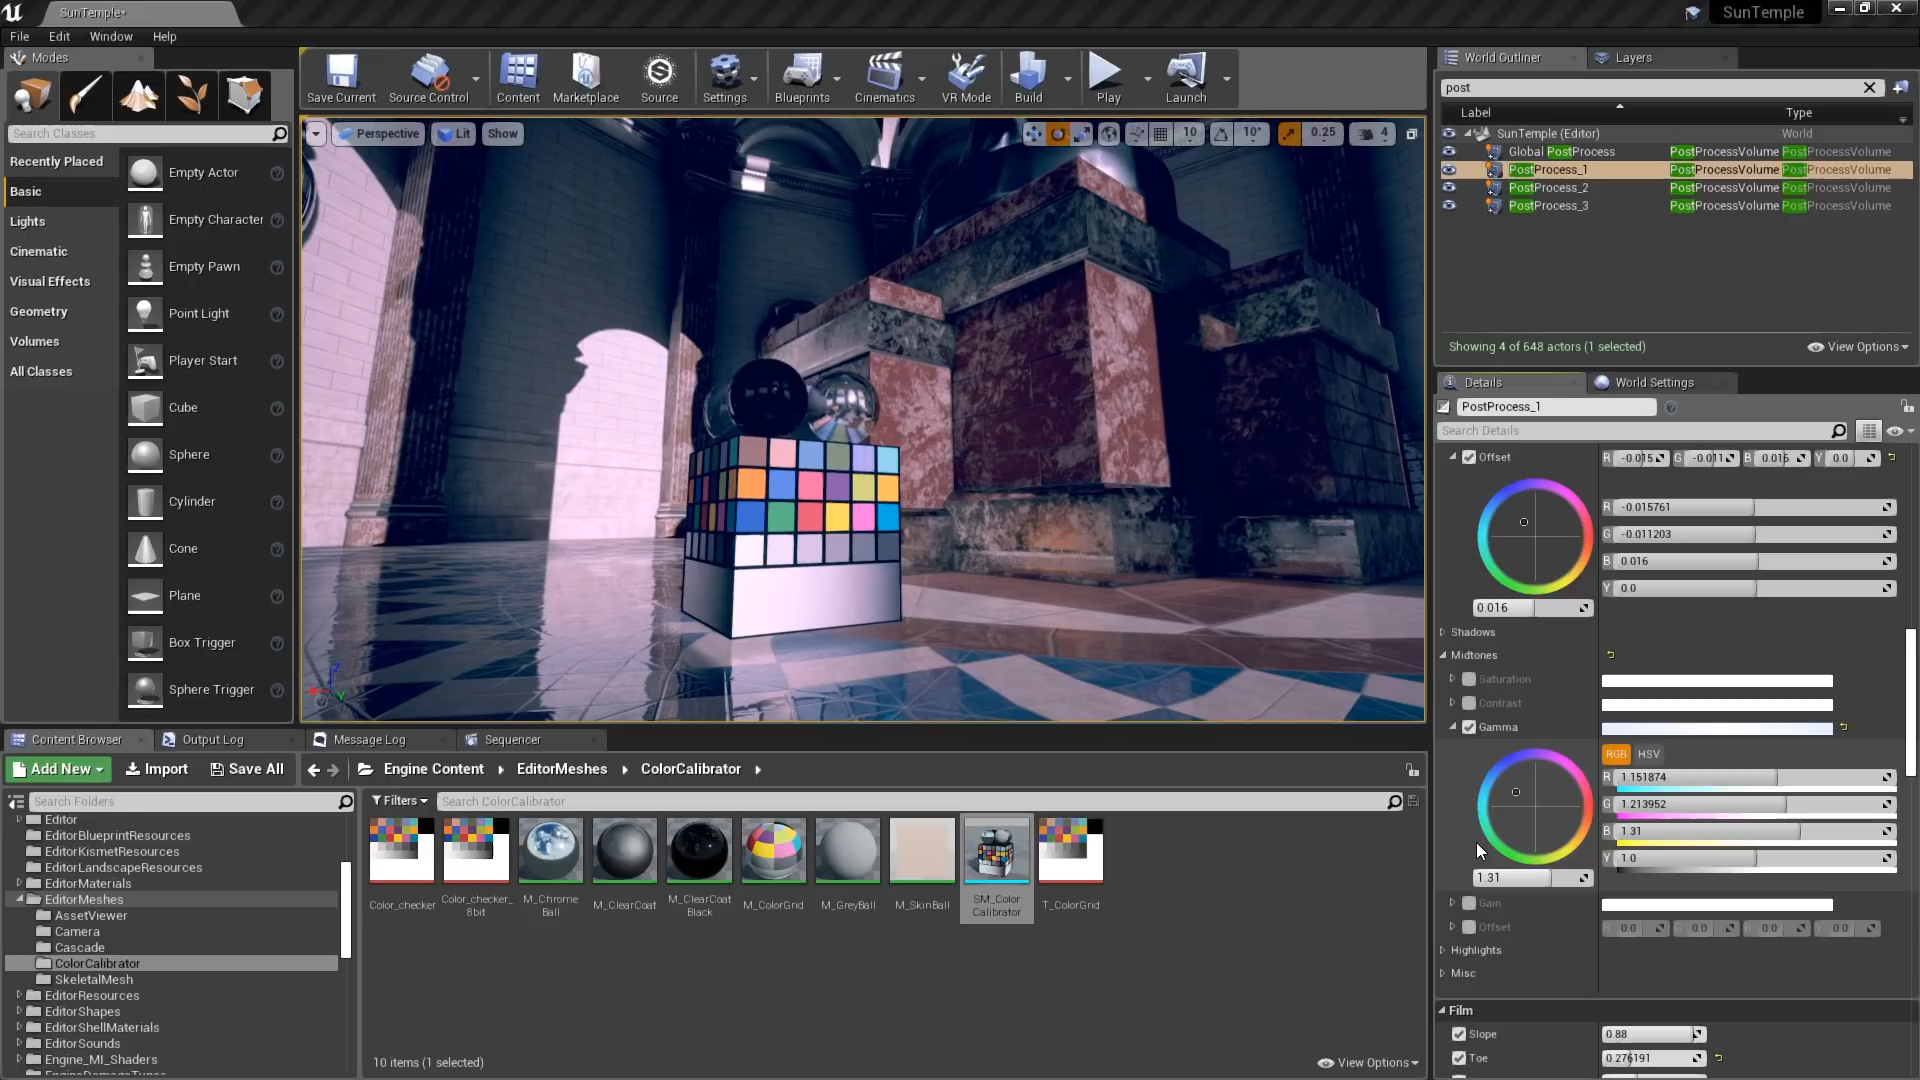 SunTemple*
SunTemple
File Edit Window Help
Modes
Search Classes
Recently Placed
Basic
Lights
Cinematic
Visual Effects
Geometry
Volumes
All Classes
Empty Actor
Empty Character
Empty Pawn
Point Light
Player Start
Cube
Sphere
Cylinder
Cone
Plane
Box Trigger
Sphere Trigger
Save Current
Source Control
Content
Marketplace
Source
Settings
Blueprints
Cinematics
VR Mode
Build
Play
Launch
Perspective Lit Show
10 10° 0.25 4
World Outliner Layers
post
Label Type
SunTemple (Editor) World
Global PostProcess PostProcessVolume PostProcessVolume
PostProcess_1 PostProcessVolume PostProcessVolume
PostProcess_2 PostProcessVolume PostProcessVolume
PostProcess_3 PostProcessVolume PostProcessVolume
Showing 4 of 648 actors (1 selected) View Options
Details World Settings
PostProcess_1
Search Details
Offset R -0.015 G -0.011 B 0.016 Y 0.0
R -0.015761
G -0.011203
B 0.016
Y 0.0
0.016
Shadows
Midtones
Saturation
Contrast
Gamma
RGB HSV
R 1.151874
G 1.213952
B 1.31
Y 1.0
1.31
Gain
Offset 0.0 0.0 0.0 0.0
Highlights
Misc
Film
Slope 0.88
Toe 0.276191
Content Browser Output Log Message Log Sequencer
Add New Import Save All Engine Content EditorMeshes ColorCalibrator
Search Folders
Filters Search ColorCalibrator
Editor
EditorBlueprintResources
EditorKismetResources
EditorLandscapeResources
EditorMaterials
EditorMeshes
AssetViewer
Camera
Cascade
ColorCalibrator
SkeletalMesh
EditorResources
EditorShapes
EditorShellMaterials
EditorSounds
Engine_MI_Shaders
Color_checker
Color_checker_
8bit
M_Chrome
Ball
M_ClearCoat
M_ClearCoat
Black
M_ColorGrid
M_GreyBall
M_SkinBall
SM_Color
Calibrator
T_ColorGrid
10 items (1 selected) View Options